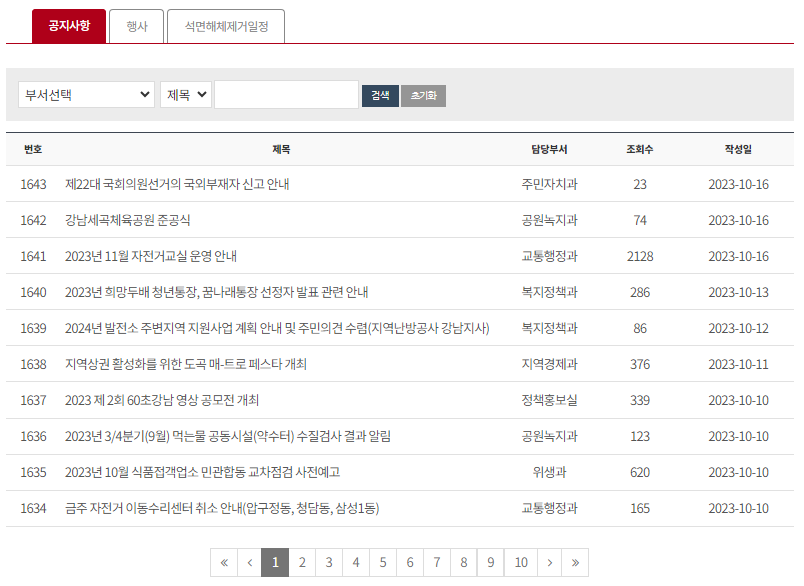 공지사항 행사 석면해체제거일정
부서선택 제목 검색 초기화
번호 제목 담당부서 조회수 작성일
1643 제22대 국회의원선거의 국외부재자 신고 안내 주민자치과 23 2023-10-16
1642 강남세곡체육공원 준공식 공원녹지과 74 2023-10-16
1641 2023년 11월 자전거교실 운영 안내 교통행정과 2128 2023-10-16
1640 2023년 희망두배 청년통장, 꿈나래통장 선정자 발표 관련 안내 복지정책과 286 2023-10-13
1639 2024년 발전소 주변지역 지원사업 계획 안내 및 주민의견 수렴(지역난방공사 강남지사) 복지정책과 86 2023-10-12
1638 지역상권 활성화를 위한 도곡 매-트로 페스타 개최 지역경제과 376 2023-10-11
1637 2023 제 2회 60초강남 영상 공모전 개최 정책홍보실 339 2023-10-10
1636 2023년 3/4분기(9월) 먹는물 공동시설(약수터) 수질검사 결과 알림 공원녹지과 123 2023-10-10
1635 2023년 10월 식품접객업소 민관합동 교차점검 사전예고 위생과 620 2023-10-10
1634 금주 자전거 이동수리센터 취소 안내(압구정동, 청담동, 삼성1동) 교통행정과 165 2023-10-10
« ‹ 1 2 3 4 5 6 7 8 9 10 › »